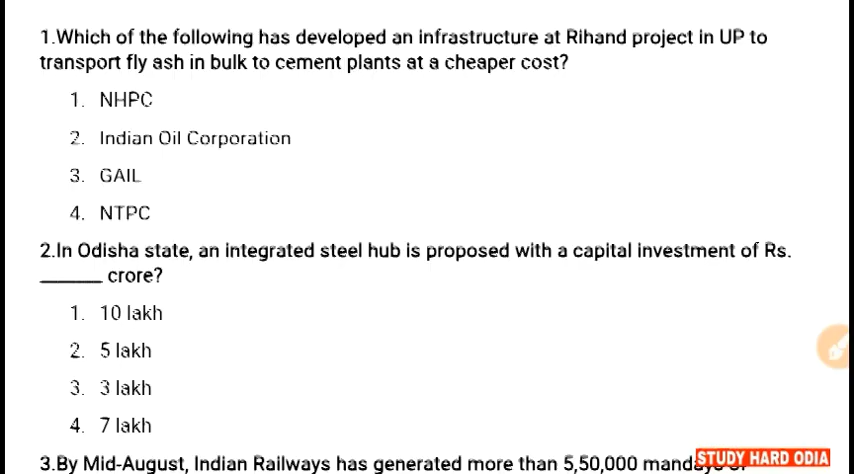 1.Which of the following has developed an infrastructure at Rihand project in UP to
transport fly ash in bulk to cement plants at a cheaper cost?
1. NHPC
2. Indian Oil Corporation
3. GAIL
4. NTPC
2.In Odisha state, an integrated steel hub is proposed with a capital investment of Rs.
______ crore?
1. 10 lakh
2. 5 lakh
3. 3 lakh
4. 7 lakh
3.By Mid-August, Indian Railways has generated more than 5,50,000
STUDY HARD ODIA